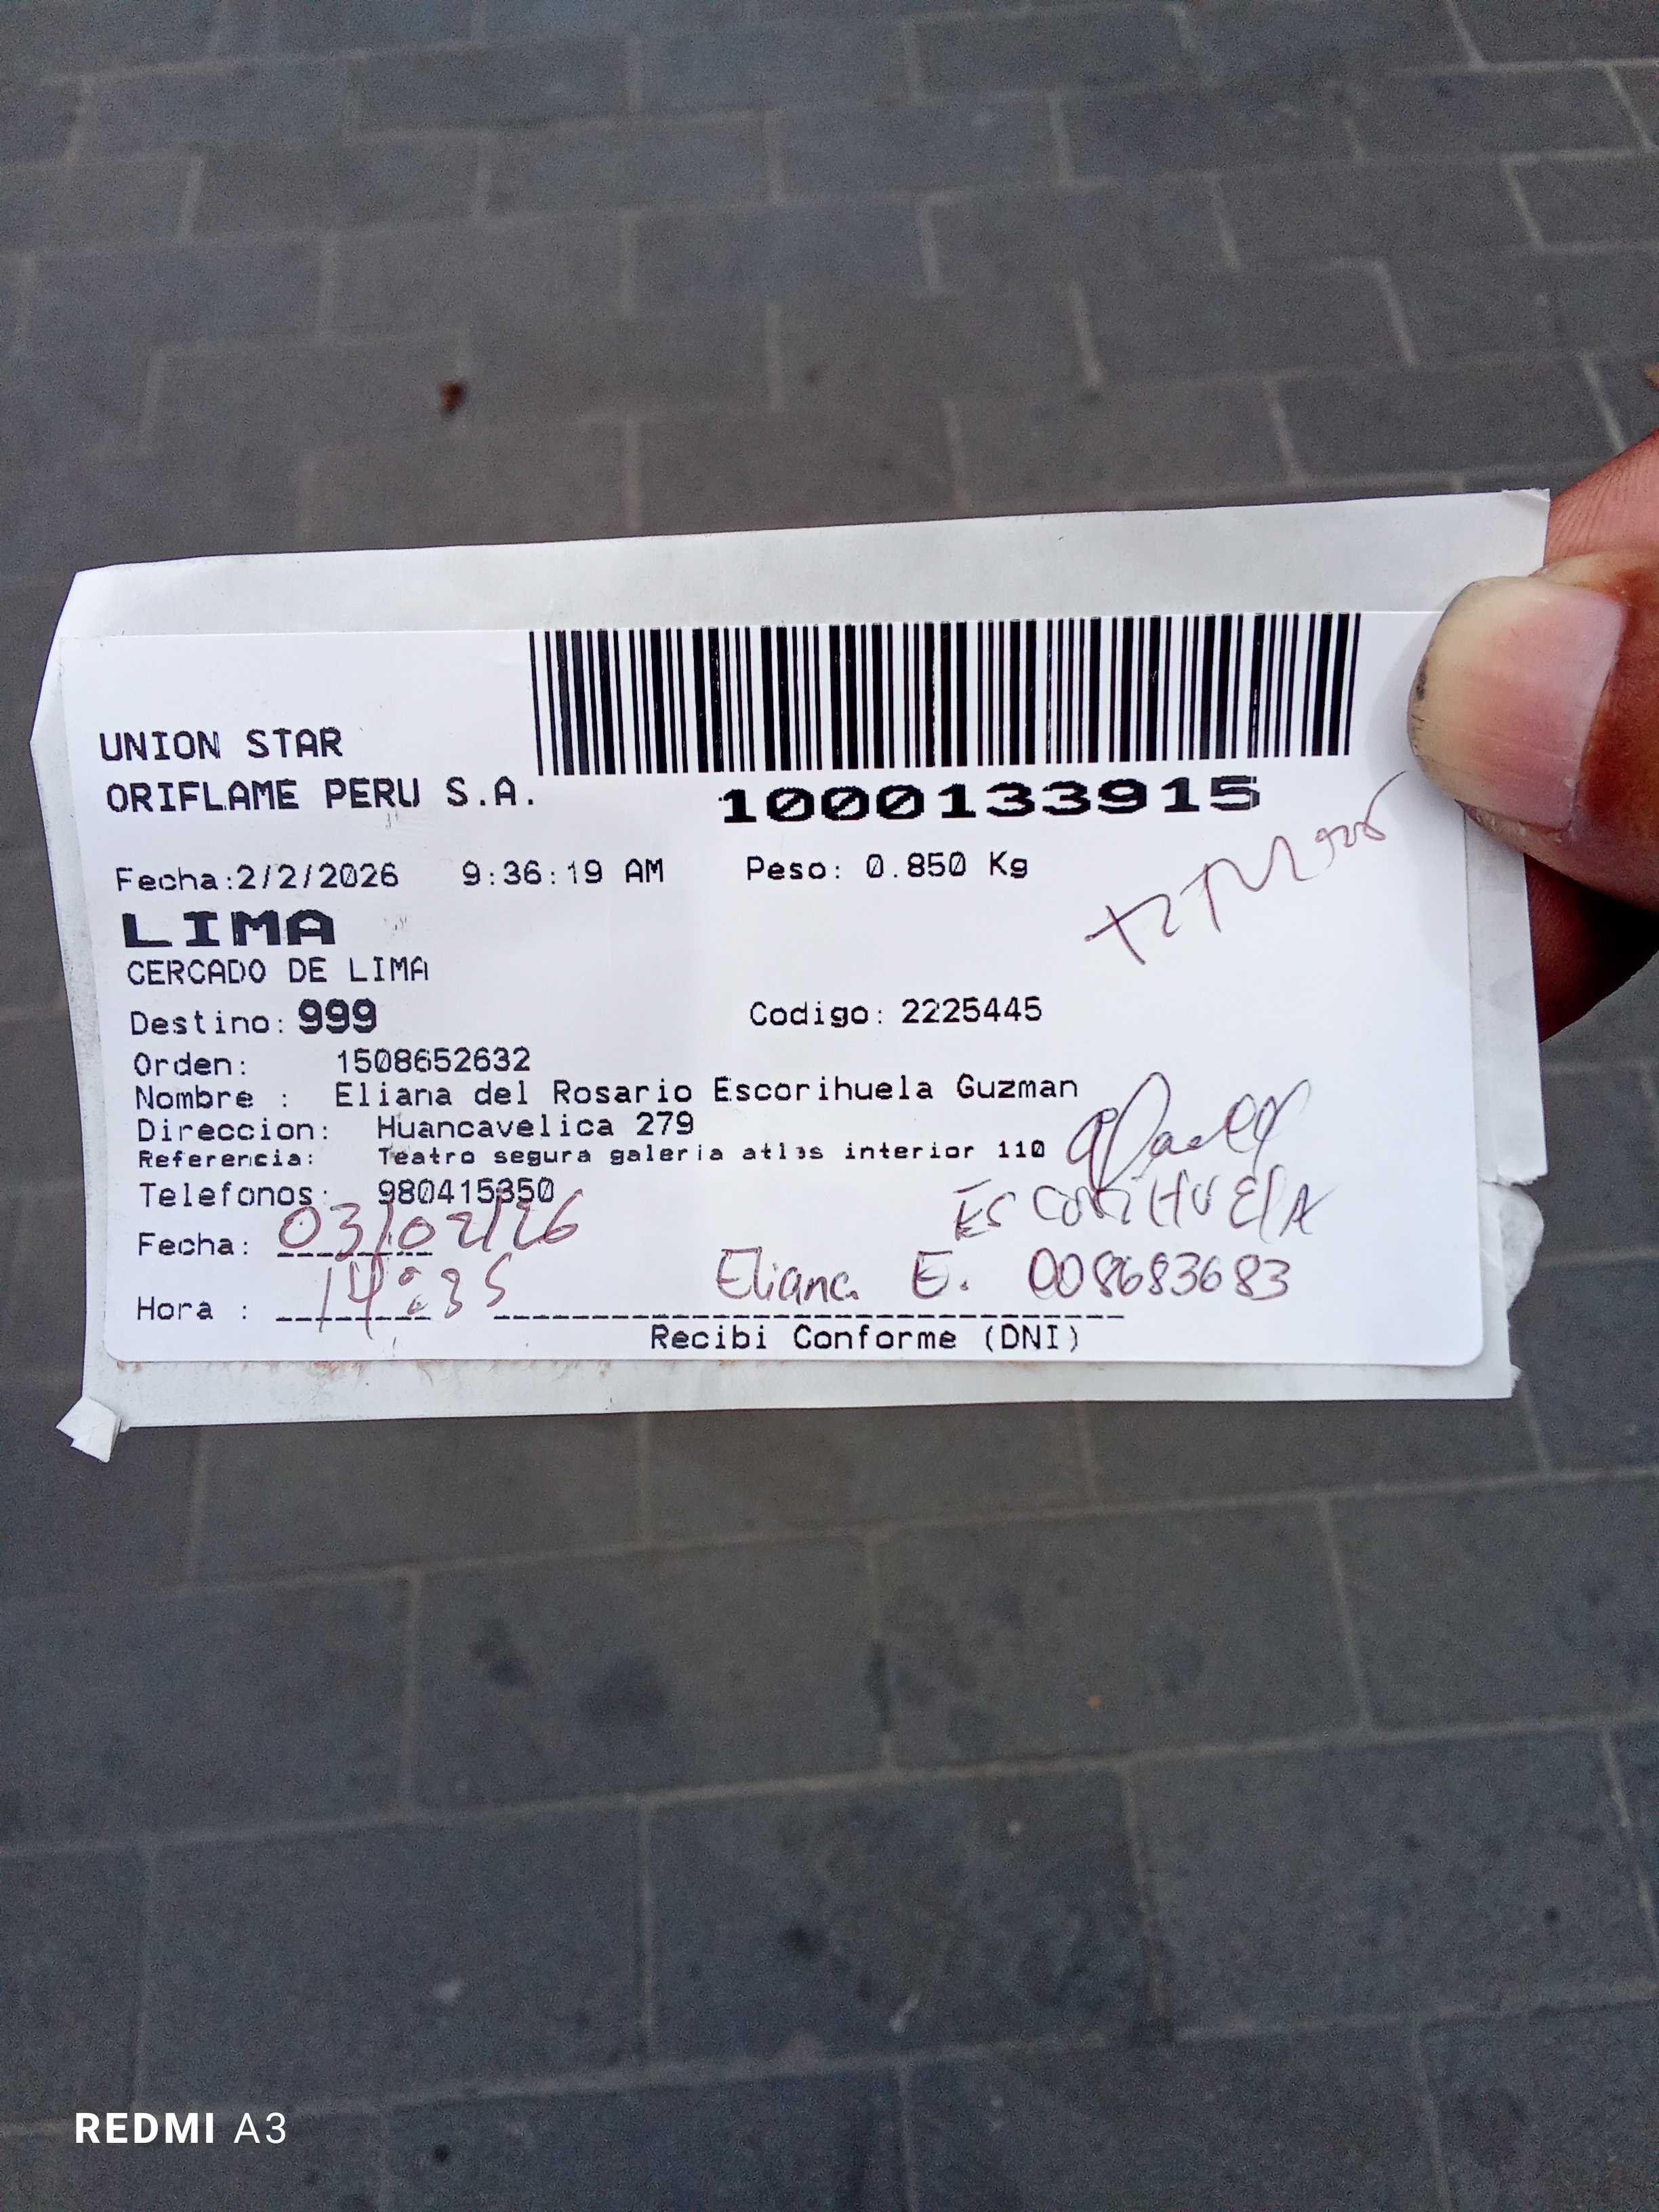 UNION STAR
ORIFLAME PERU S.A.
1000133915
Fecha:2/2/2026 9:36:19 AM Peso: 0.850 Kg
LIMA
CERCADO DE LIMA
Destino: 999 Codigo: 2225445
Orden: 1508652632
Nombre : Eliana del Rosario Escorihuela Guzman
Direccion: Huancavelica 279
Referencia: Teatro segura galeria atlas interior 110
Telefonos: 980415350
ESCORIHUELA
Fecha: 03/02/26
Eliana E. 008683683
Hora : 14:35
Recibi Conforme (DNI)
REDMI A3